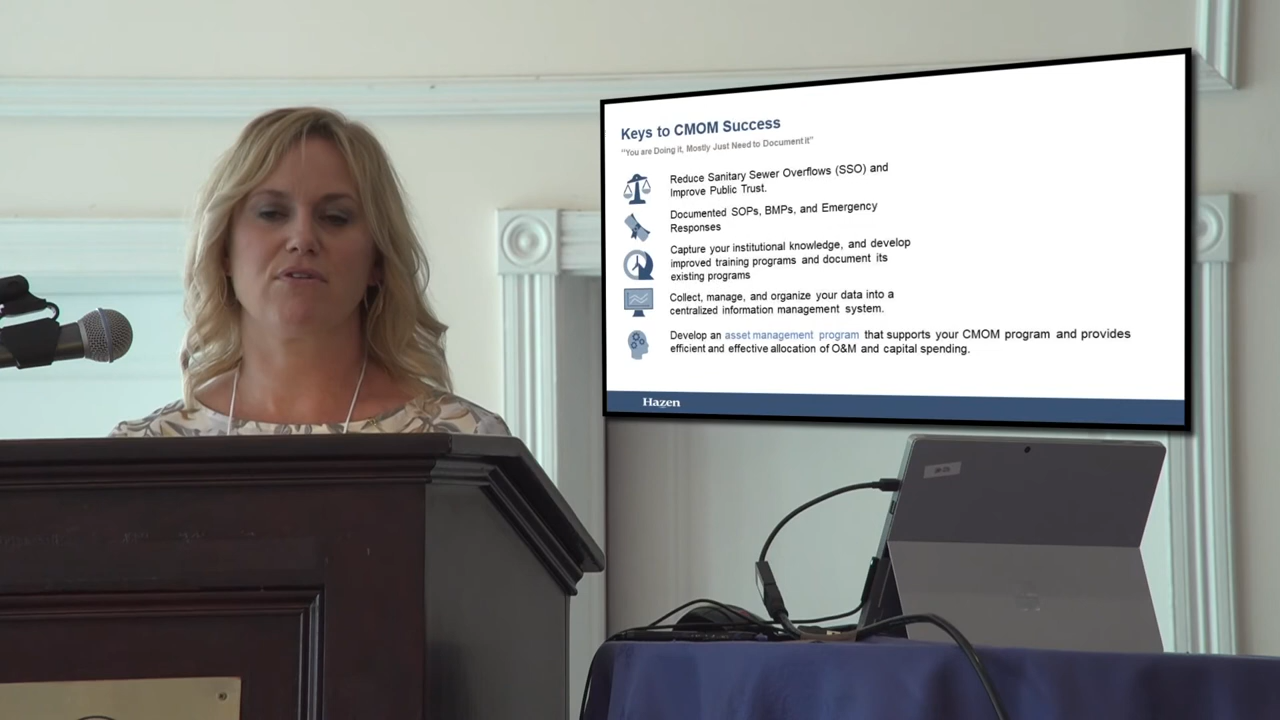 Keys to CMOM Success
"You are Doing it, Mostly Just Need to Document it"
Reduce Sanitary Sewer Overflows (SSO) and
Improve Public Trust.
Documented SOPs, BMPs, and Emergency
Responses
Capture your institutional knowledge, and develop
improved training programs and document its
existing programs
Collect, manage, and organize your data into a
centralized information management system.
Develop an asset management program that supports your CMOM program and provides
efficient and effective allocation of O&M and capital spending.
Hazen